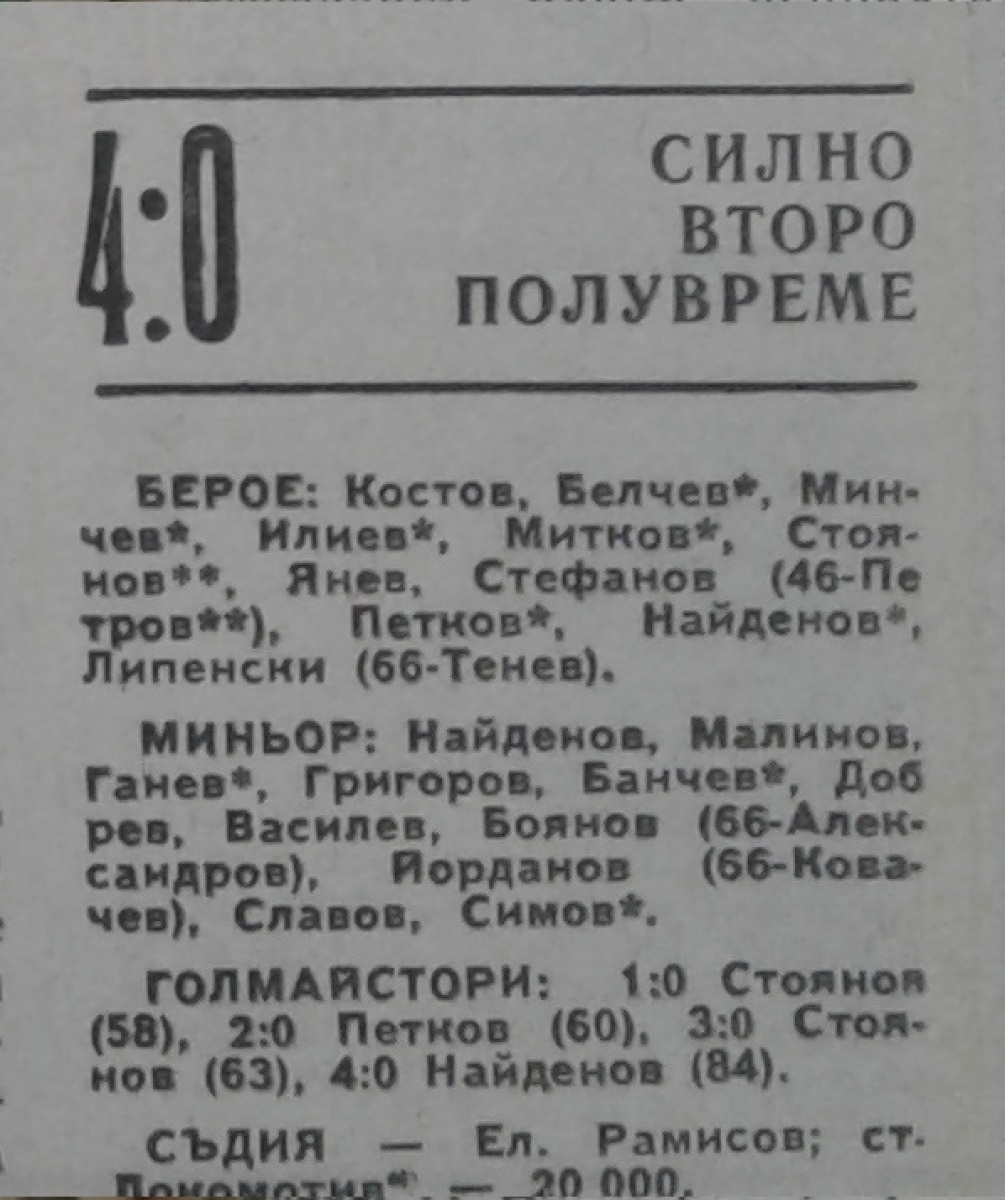 4:0
СИЛНО
ВТОРО
ПОЛУВРЕМЕ
БЕРОЕ: Костов, Белчев*, Мин-
чев*, Илиев*, Митков*, Стоя-
нов**, Янев, Стефанов (46-Пе
тров**), Петков*, Найденов*,
Липенски (66-Тенев).
МИНЬОР: Найденов, Малинов,
Ганев*, Григоров, Банчев*, Доб
рев, Василев, Боянов (66-Алек-
сандров), Йорданов (66-Кова-
чев), Славов, Симов*.
ГОЛМАЙСТОРИ: 1:0 Стоянов
(58), 2:0 Петков (60), 3:0 Стоя-
нов (63), 4:0 Найденов (84).
СЪДИЯ — Ел. Рамисов; ст.
Локомотив", — 20 000.